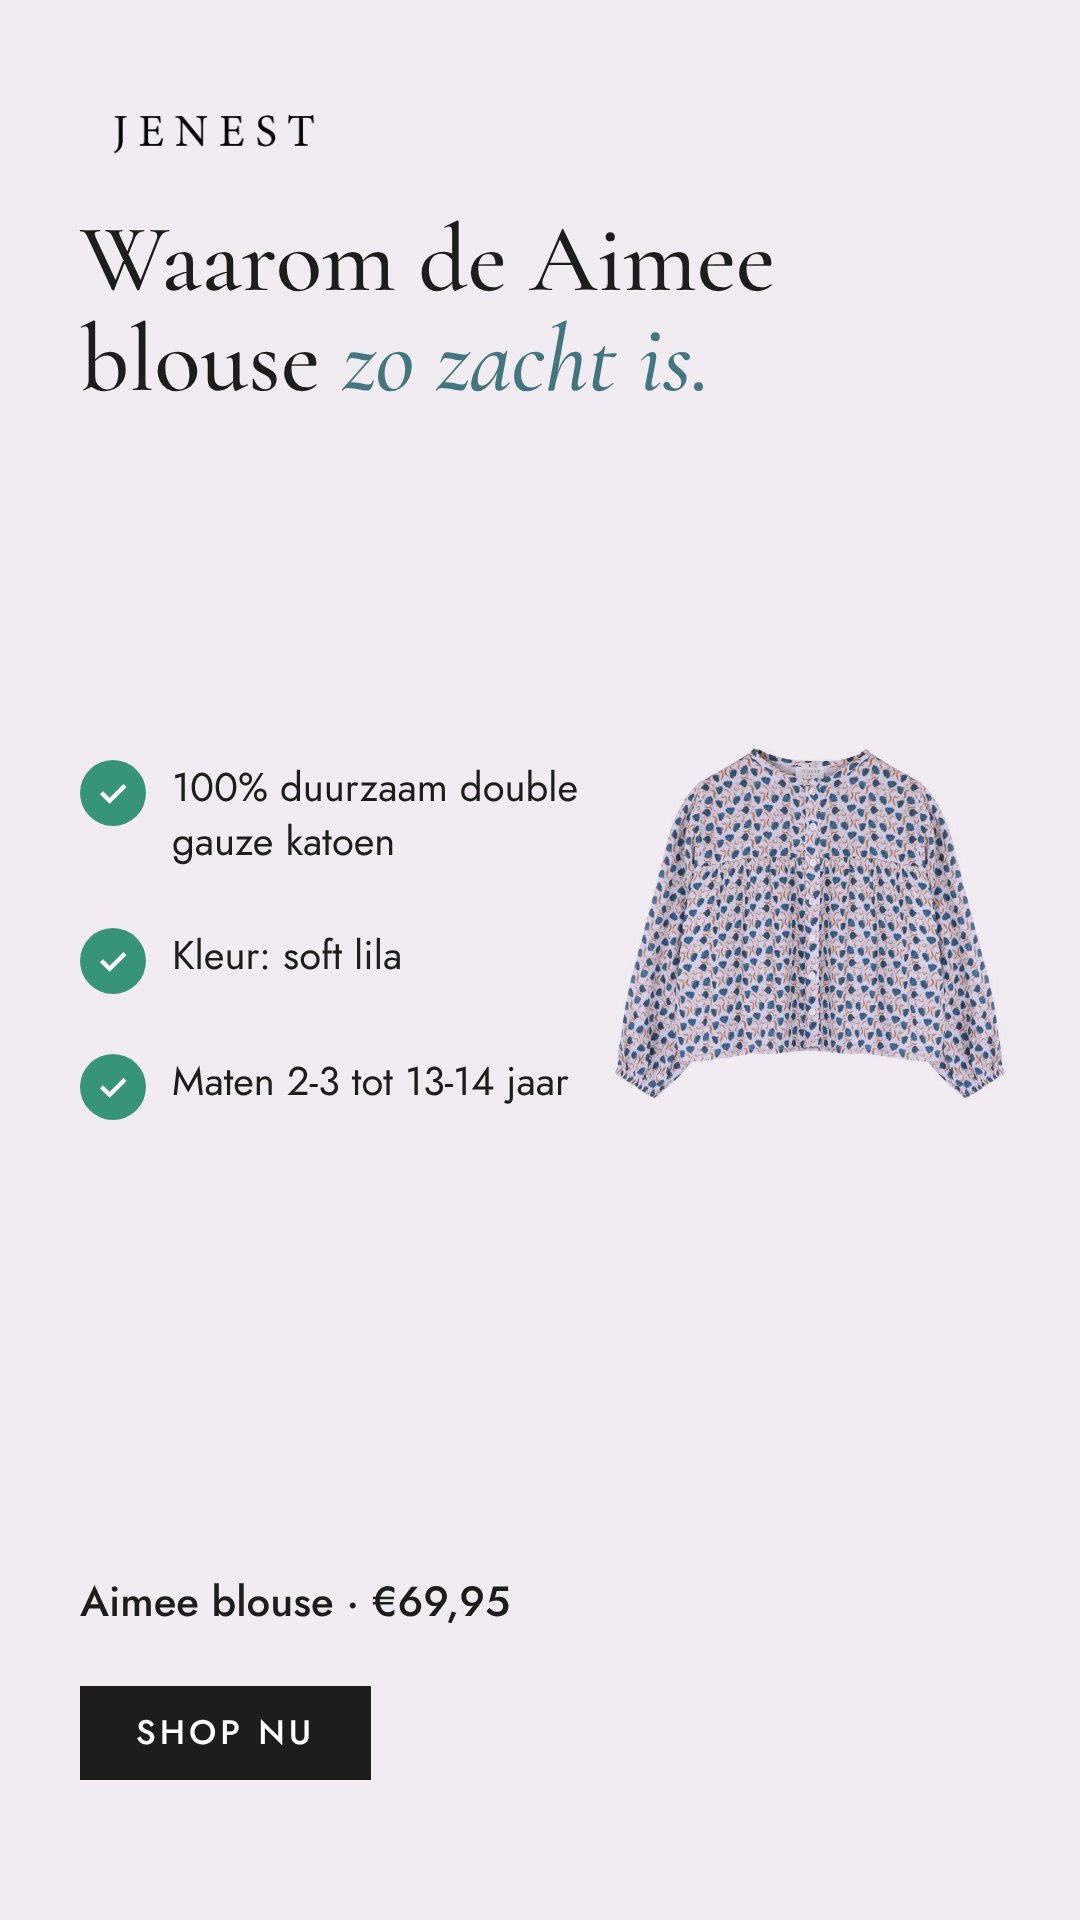 JENEST
Waarom de Aimee
blouse zo zacht is.
100% duurzaam double
gauze katoen
Kleur: soft lila
Maten 2-3 tot 13-14 jaar
Aimee blouse · €69,95
SHOP NU